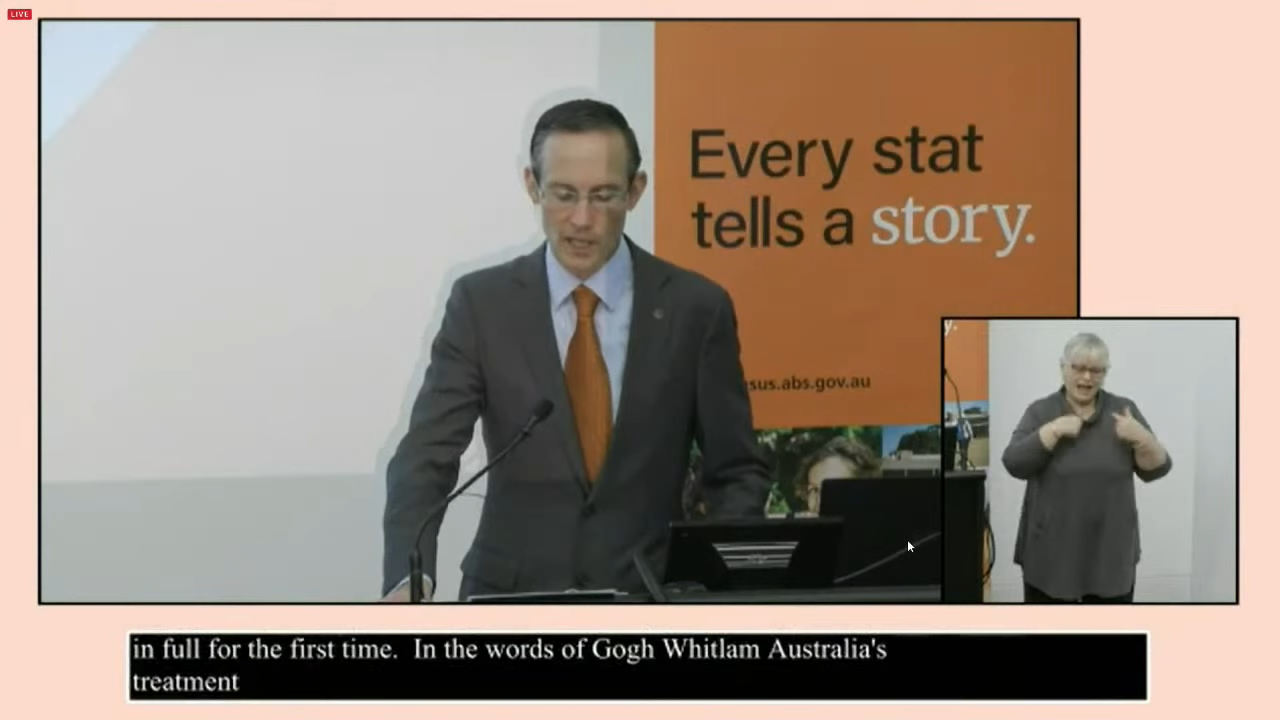 LIVE
Every stat
tells a story.
sus.abs.gov.au
y.
in full for the first time.  In the words of Gogh Whitlam Australia's
treatment